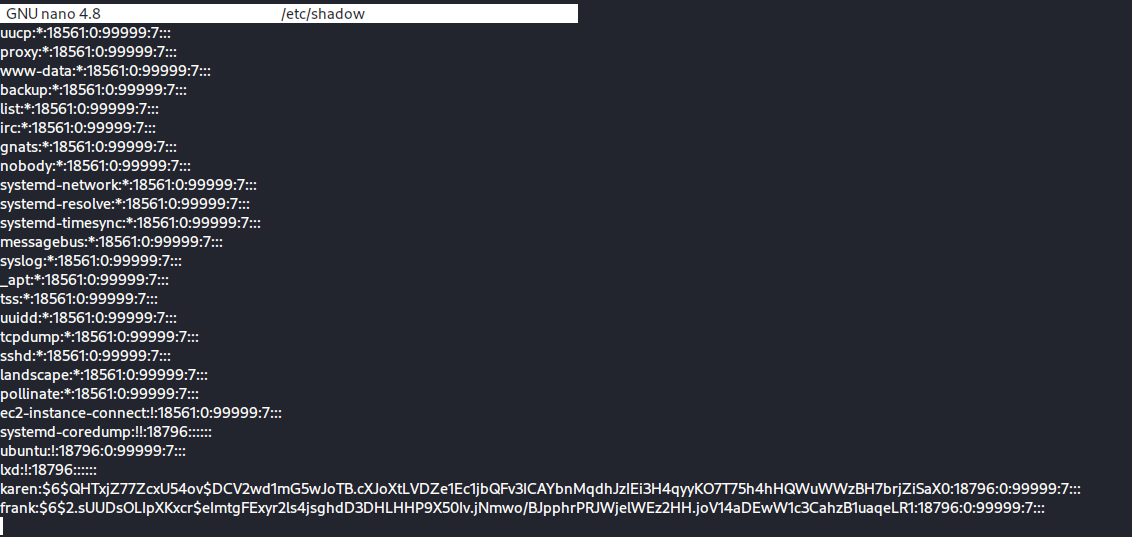 GNU nano 4.8 /etc/shadow
uucp:*:18561:0:99999:7:::
proxy:*:18561:0:99999:7:::
www-data:*:18561:0:99999:7:::
backup:*:18561:0:99999:7:::
list:*:18561:0:99999:7:::
irc:*:18561:0:99999:7:::
gnats:*:18561:0:99999:7:::
nobody:*:18561:0:99999:7:::
systemd-network:*:18561:0:99999:7:::
systemd-resolve:*:18561:0:99999:7:::
systemd-timesync:*:18561:0:99999:7:::
messagebus:*:18561:0:99999:7:::
syslog:*:18561:0:99999:7:::
_apt:*:18561:0:99999:7:::
tss:*:18561:0:99999:7:::
uuidd:*:18561:0:99999:7:::
tcpdump:*:18561:0:99999:7:::
sshd:*:18561:0:99999:7:::
landscape:*:18561:0:99999:7:::
pollinate:*:18561:0:99999:7:::
ec2-instance-connect:!:18561:0:99999:7:::
systemd-coredump:!!:18796::::::
ubuntu:!:18796:0:99999:7:::
lxd:!:18796::::::
karen:$6$QHTxjZ77ZcxU54ov$DCV2wd1mG5wJoTB.cXJoXtLVDZe1Ec1jbQFv3ICAYbnMqdhJzIEi3H4qyyKO7T75h4hHQWuWWzBH7brjZiSaX0:18796:0:99999:7:::
frank:$6$2.sUUDsOLIpXKxcr$eImtgFExyr2ls4jsghdD3DHLHHP9X50Iv.jNmwo/BJpphrPRJWjelWEz2HH.joV14aDEwW1c3CahzB1uaqeLR1:18796:0:99999:7:::